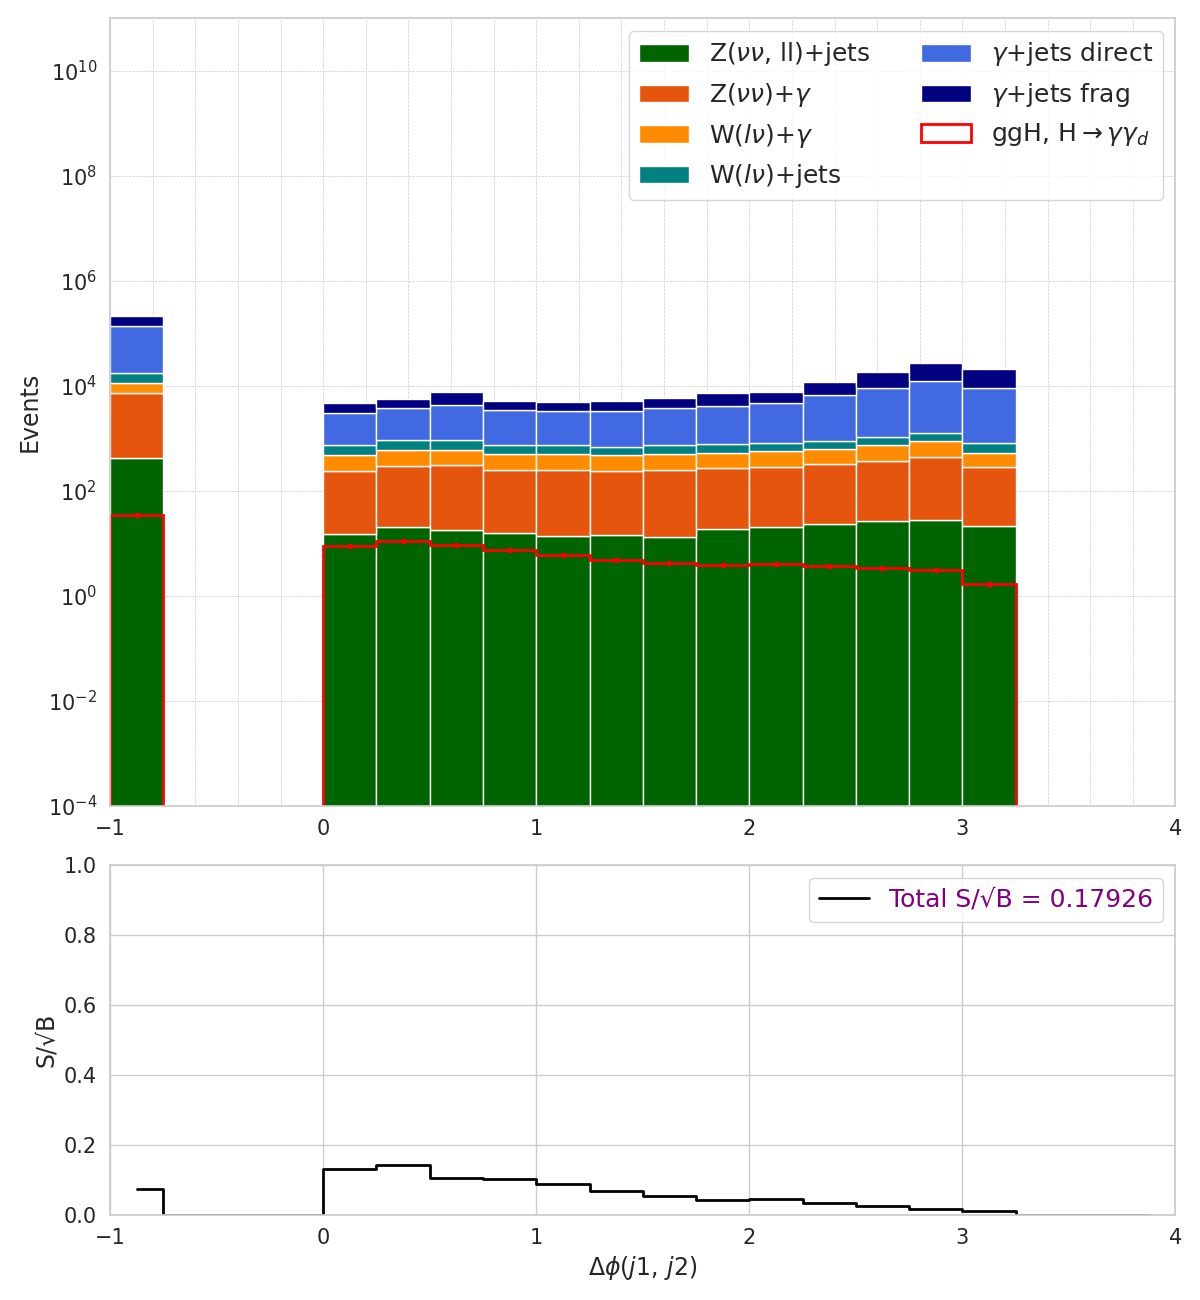 Z(νν, ll)+jets
Z(νν)+γ
W(lν)+γ
W(lν)+jets
γ+jets direct
γ+jets frag
ggH, H→γγ_d
10^10
10^8
10^6
10^4
10^2
10^0
10^−2
10^−4
Events
−1 0 1 2 3 4
Total S/√B = 0.17926
1.0
0.8
0.6
0.4
0.2
0.0
S/√B
−1 0 1 2 3 4
Δϕ(j1, j2)